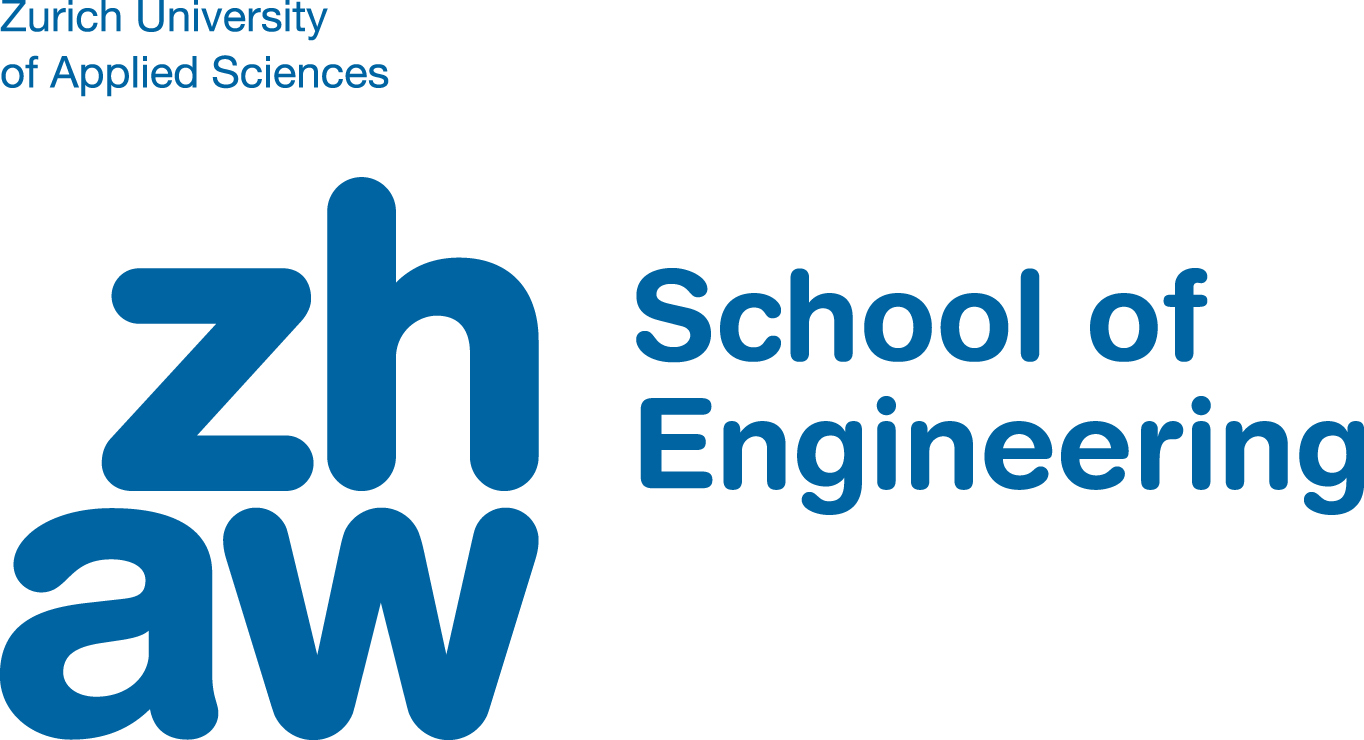 Zurich University
of Applied Sciences
zh
aw
School of
Engineering